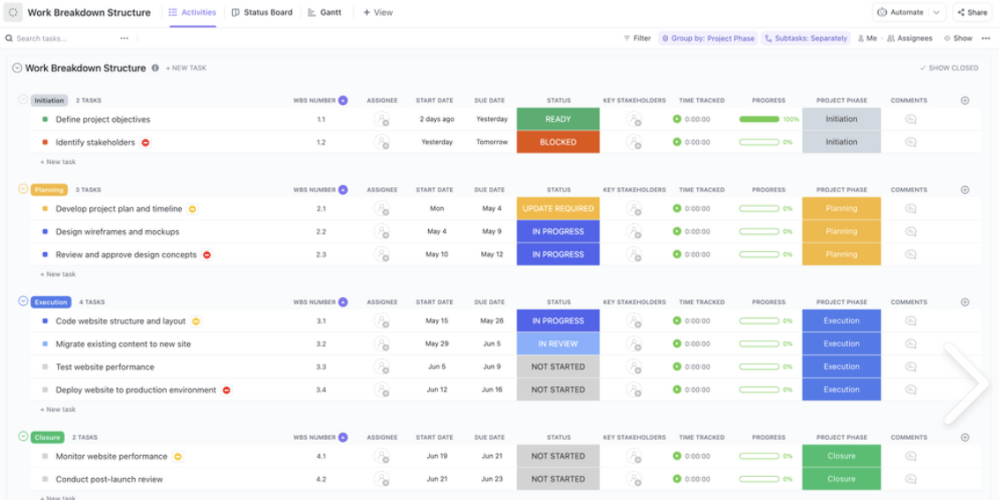 Work Breakdown Structure Activities Status Board Gantt + View Automate Share
Search tasks... ... Filter Group by: Project Phase Subtasks: Separately Me Assignees Show ...
Work Breakdown Structure + NEW TASK SHOW CLOSED
Initiation 2 TASKS WBS NUMBER ASSIGNEE START DATE DUE DATE STATUS KEY STAKEHOLDERS TIME TRACKED PROGRESS PROJECT PHASE COMMENTS
Define project objectives 1.1 2 days ago Yesterday READY 0:00:00 100% Initiation
Identify stakeholders 1.2 Yesterday Tomorrow BLOCKED 0:00:00 0% Initiation
+ New task
Planning 3 TASKS WBS NUMBER ASSIGNEE START DATE DUE DATE STATUS KEY STAKEHOLDERS TIME TRACKED PROGRESS PROJECT PHASE COMMENTS
Develop project plan and timeline 2.1 Mon May 4 UPDATE REQUIRED 0:00:00 0% Planning
Design wireframes and mockups 2.2 May 4 May 9 IN PROGRESS 0:00:00 0% Planning
Review and approve design concepts 2.3 May 10 May 12 IN PROGRESS 0:00:00 0% Planning
+ New task
Execution 4 TASKS WBS NUMBER ASSIGNEE START DATE DUE DATE STATUS KEY STAKEHOLDERS TIME TRACKED PROGRESS PROJECT PHASE COMMENTS
Code website structure and layout 3.1 May 15 May 26 IN PROGRESS 0:00:00 0% Execution
Migrate existing content to new site 3.2 May 29 Jun 5 IN REVIEW 0:00:00 0% Execution
Test website performance 3.3 Jun 5 Jun 9 NOT STARTED 0:00:00 0% Execution
Deploy website to production environment 3.4 Jun 12 Jun 16 NOT STARTED 0:00:00 0% Execution
+ New task
Closure 2 TASKS WBS NUMBER ASSIGNEE START DATE DUE DATE STATUS KEY STAKEHOLDERS TIME TRACKED PROGRESS PROJECT PHASE COMMENTS
Monitor website performance 4.1 Jun 19 Jun 21 NOT STARTED 0:00:00 0% Closure
Conduct post-launch review 4.2 Jun 21 Jun 23 NOT STARTED 0:00:00 0% Closure
+ New task